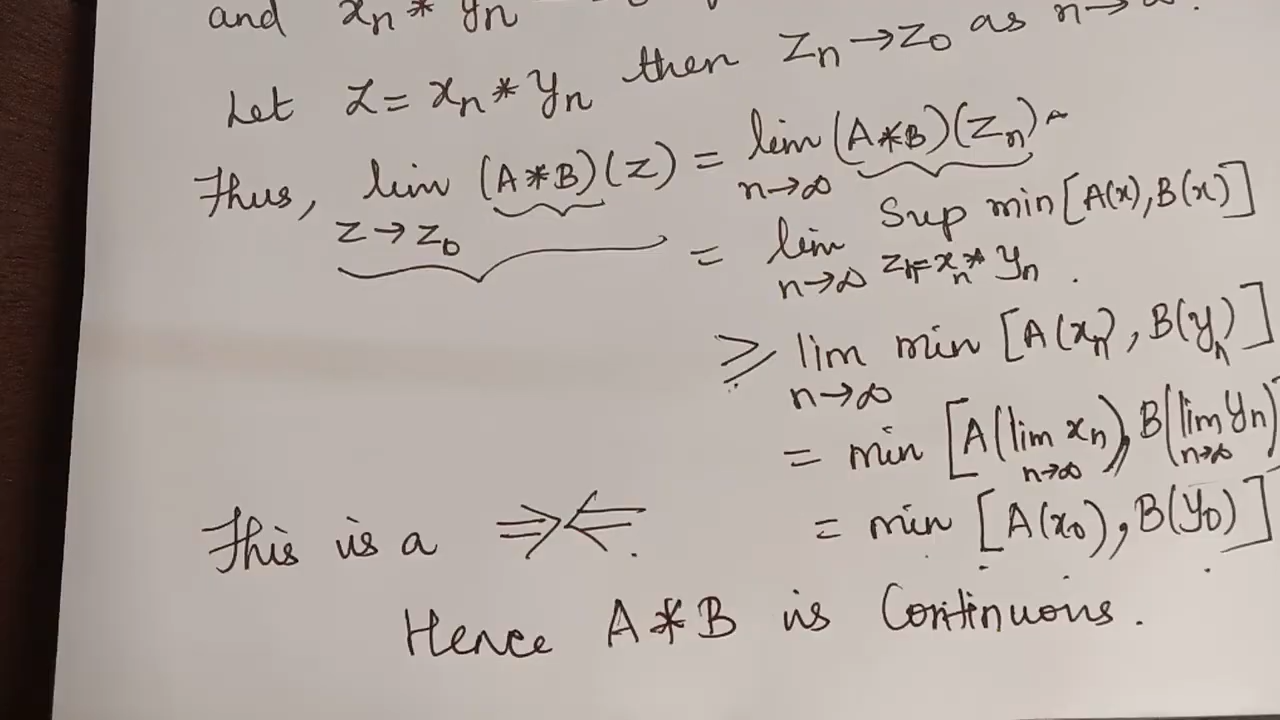 and xₙ * yₙ
Let z = xₙ * yₙ then zₙ → z₀ as n →
Thus, lim (A*B)(z) = lim (A*B)(zₙ)
z → z₀ n→∞
= lim Sup min [A(x), B(x)]
n→∞ zₙ = xₙ * yₙ .
⩾ lim min [A(xₙ), B(yₙ)]
n→∞
= min [A(lim xₙ), B(lim yₙ)
n→∞ n→∞
= min [A(x₀), B(y₀)]
This is a ⇒⇐.
Hence A*B is Continuous.